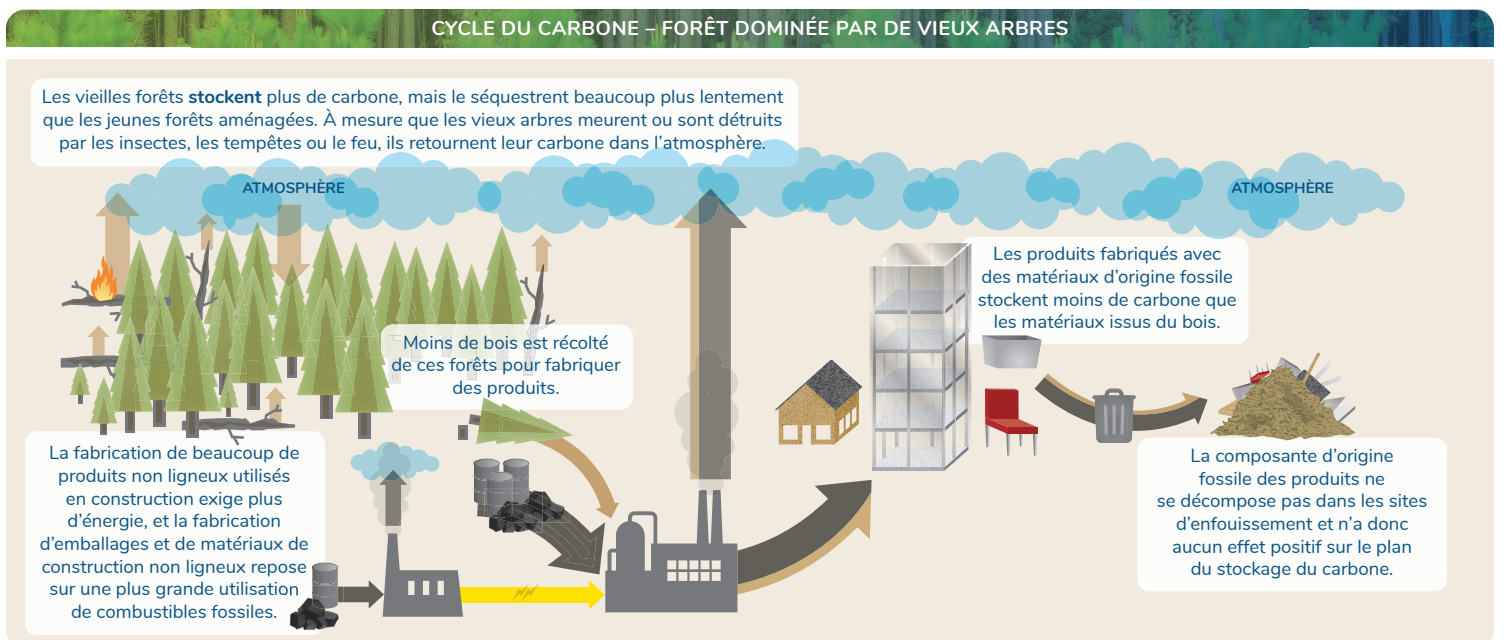 CYCLE DU CARBONE – FORÊT DOMINÉE PAR DE VIEUX ARBRES
Les vieilles forêts stockent plus de carbone, mais le séquestrent beaucoup plus lentement
que les jeunes forêts aménagées. À mesure que les vieux arbres meurent ou sont détruits
par les insectes, les tempêtes ou le feu, ils retournent leur carbone dans l'atmosphère.
ATMOSPHÈRE
ATMOSPHÈRE
Les produits fabriqués avec
des matériaux d'origine fossile
stockent moins de carbone que
les matériaux issus du bois.
Moins de bois est récolté
de ces forêts pour fabriquer
des produits.
La fabrication de beaucoup de
produits non ligneux utilisés
en construction exige plus
d'énergie, et la fabrication
d'emballages et de matériaux de
construction non ligneux repose
sur une plus grande utilisation
de combustibles fossiles.
La composante d'origine
fossile des produits ne
se décompose pas dans les sites
d'enfouissement et n'a donc
aucun effet positif sur le plan
du stockage du carbone.